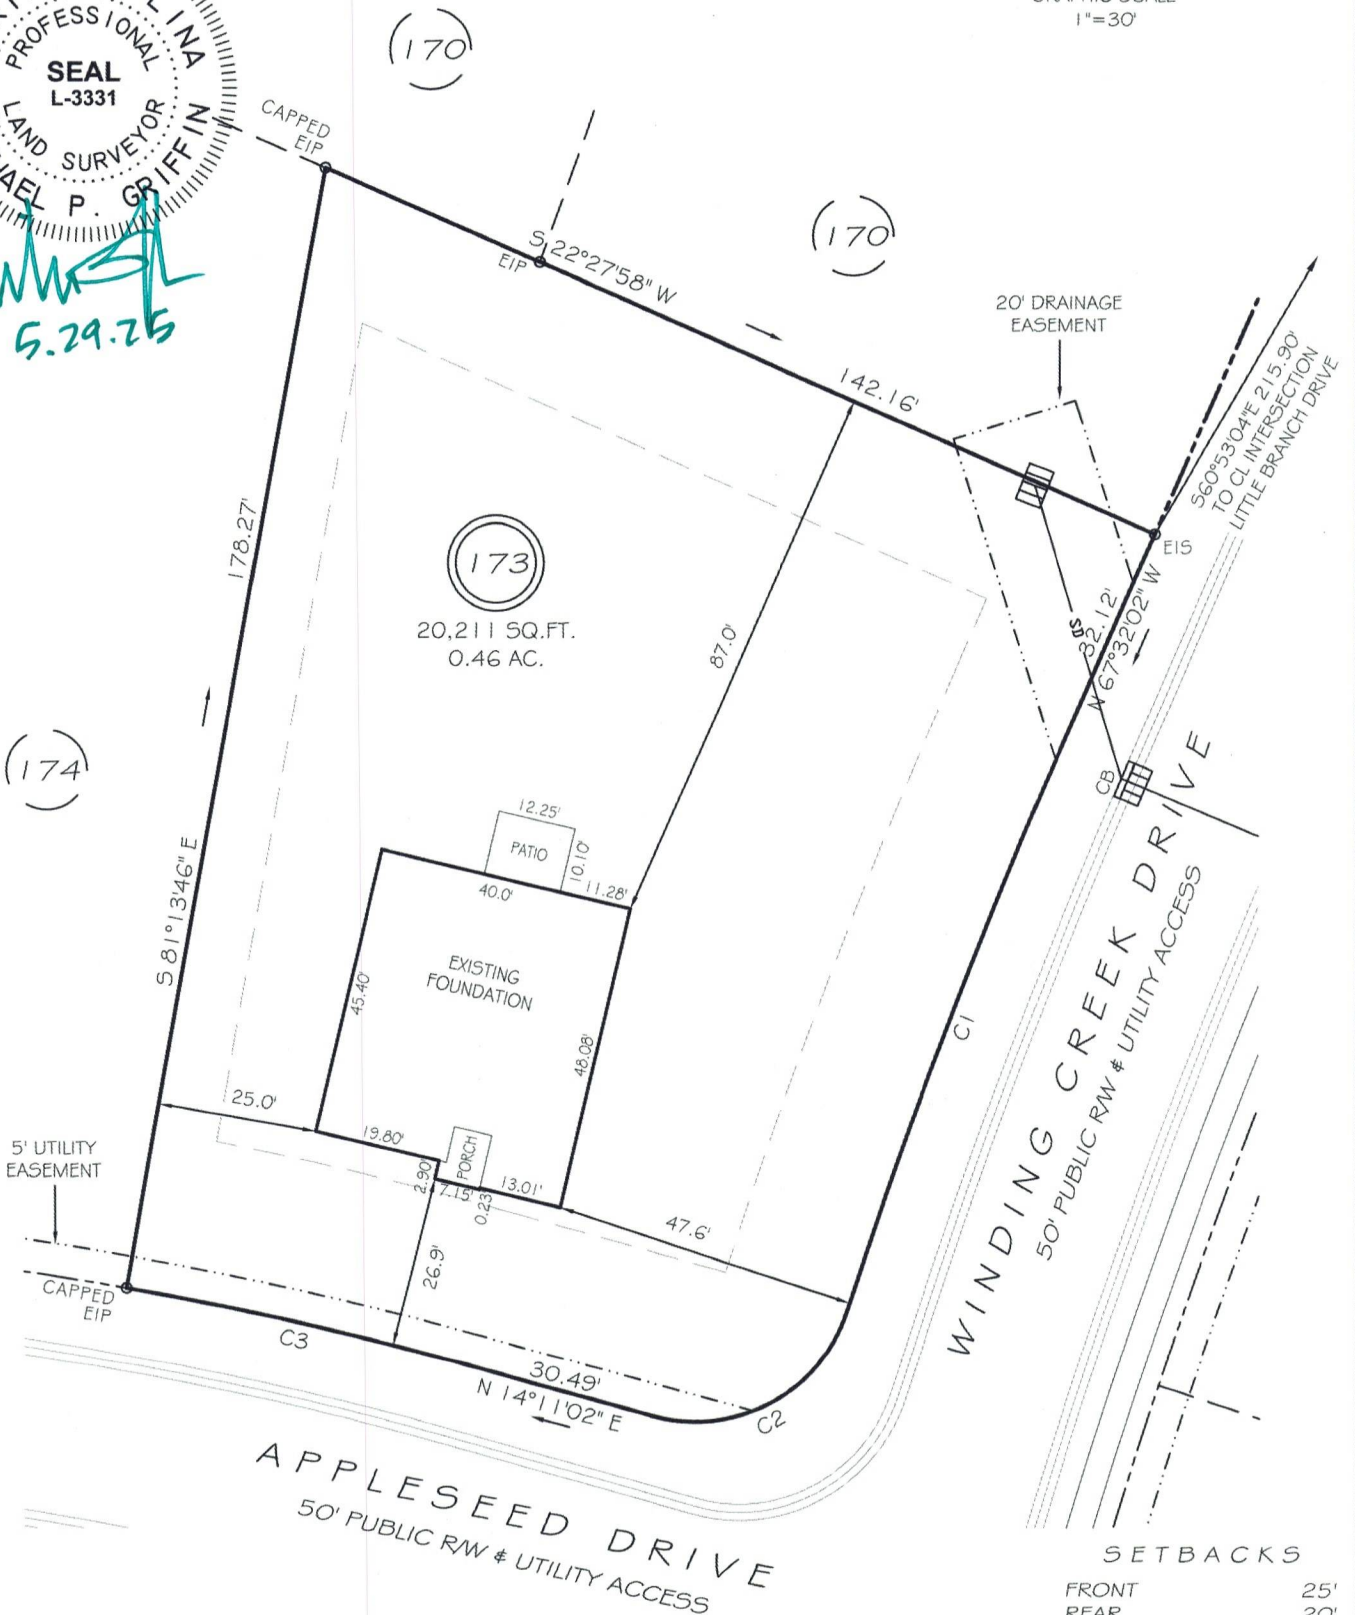 PROFESSIONAL
SEAL
L-3331
LAND SURVEYOR
P. GRIFFIN
5.29.25
1"=30'
170
CAPPED
EIP
EIP
S 22°27'58" W
170
142.16'
20' DRAINAGE
EASEMENT
S60°53'04"E 215.90'
TO CL INTERSECTION
LITTLE BRANCH DRIVE
EIS
178.27'
S 81°13'46" E
173
20,211 SQ.FT.
0.46 AC.
87.0'
SD
32.12'
N 67°32'02" W
CB
174
12.25'
PATIO
10.10'
40.0'
11.28'
EXISTING
FOUNDATION
45.40'
48.08'
C1
WINDING CREEK DRIVE
50' PUBLIC R/W & UTILITY ACCESS
25.0'
19.80'
PORCH
2.90'
7.15'
0.23'
13.01'
47.6'
26.9'
5' UTILITY
EASEMENT
CAPPED
EIP
C3
30.49'
N 14°11'02" E
C2
APPLESEED DRIVE
50' PUBLIC R/W & UTILITY ACCESS
SETBACKS
FRONT 25'